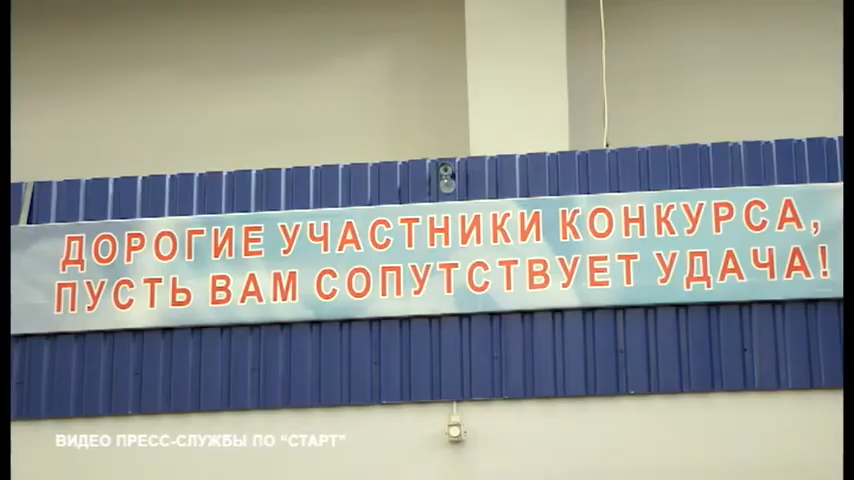 ДОРОГИЕ УЧАСТНИКИ КОНКУРСА,
ПУСТЬ ВАМ СОПУТСТВУЕТ УДАЧА!
ВИДЕО ПРЕСС-СЛУЖБЫ ПО “СТАРТ”